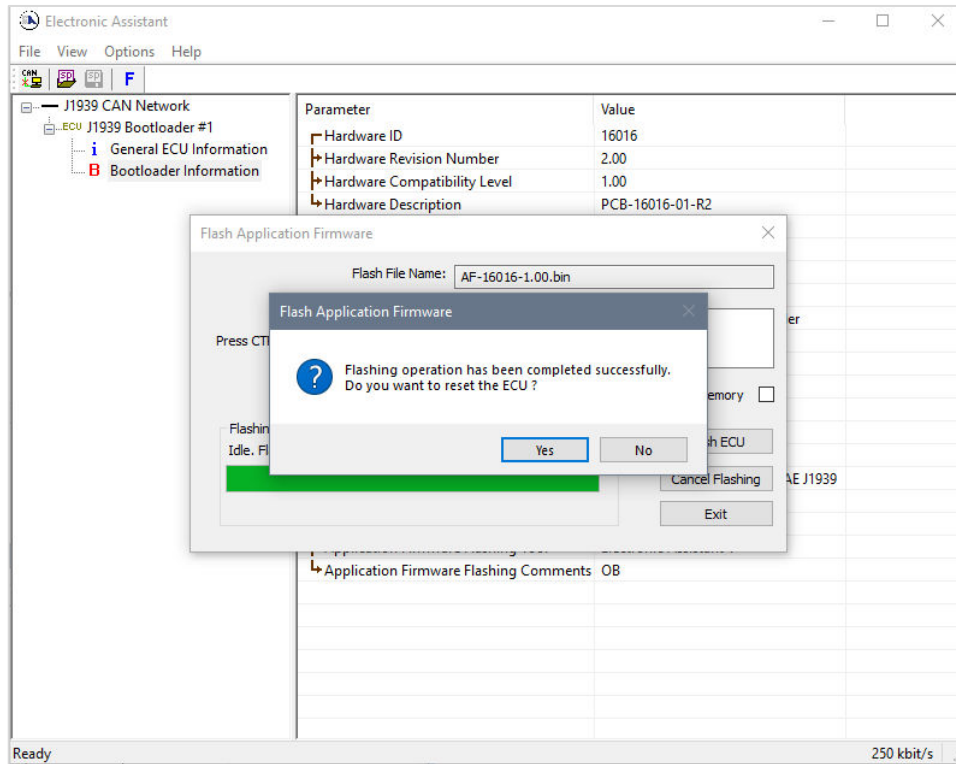 Electronic Assistant
File View Options Help
CAN SP SP F
J1939 CAN Network
ECU J1939 Bootloader #1
i General ECU Information
B Bootloader Information
Parameter Value
Hardware ID 16016
Hardware Revision Number 2.00
Hardware Compatibility Level 1.00
Hardware Description PCB-16016-01-R2
Flash Application Firmware
Flash File Name: AF-16016-1.00.bin
Flash Application Firmware
er
Press CT
Flashing operation has been completed successfully.
Do you want to reset the ECU ?
emory
Flashin
Idle. Fl
Yes No
h ECU
Cancel Flashing
AE J1939
Exit
Application Firmware Flashing Comments OB
Ready 250 kbit/s